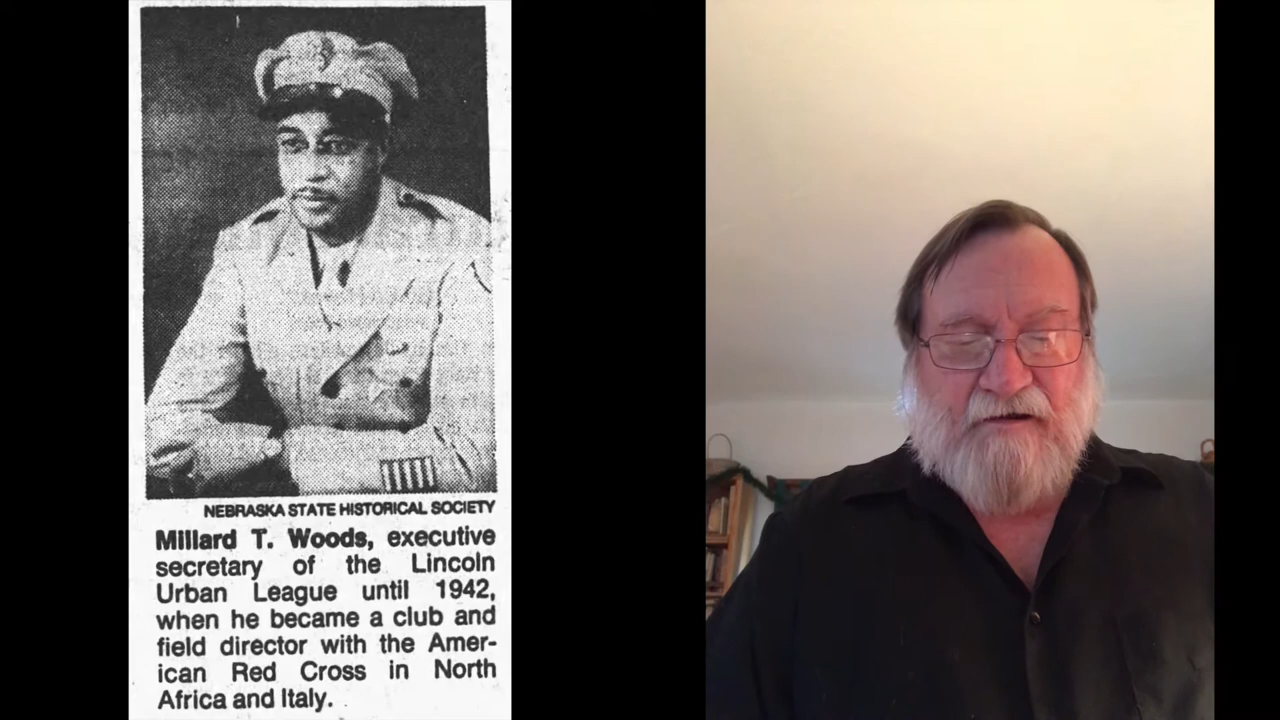 NEBRASKA STATE HISTORICAL SOCIETY
Millard T. Woods, executive
secretary of the Lincoln
Urban League until 1942,
when he became a club and
field director with the Amer-
ican Red Cross in North
Africa and Italy.